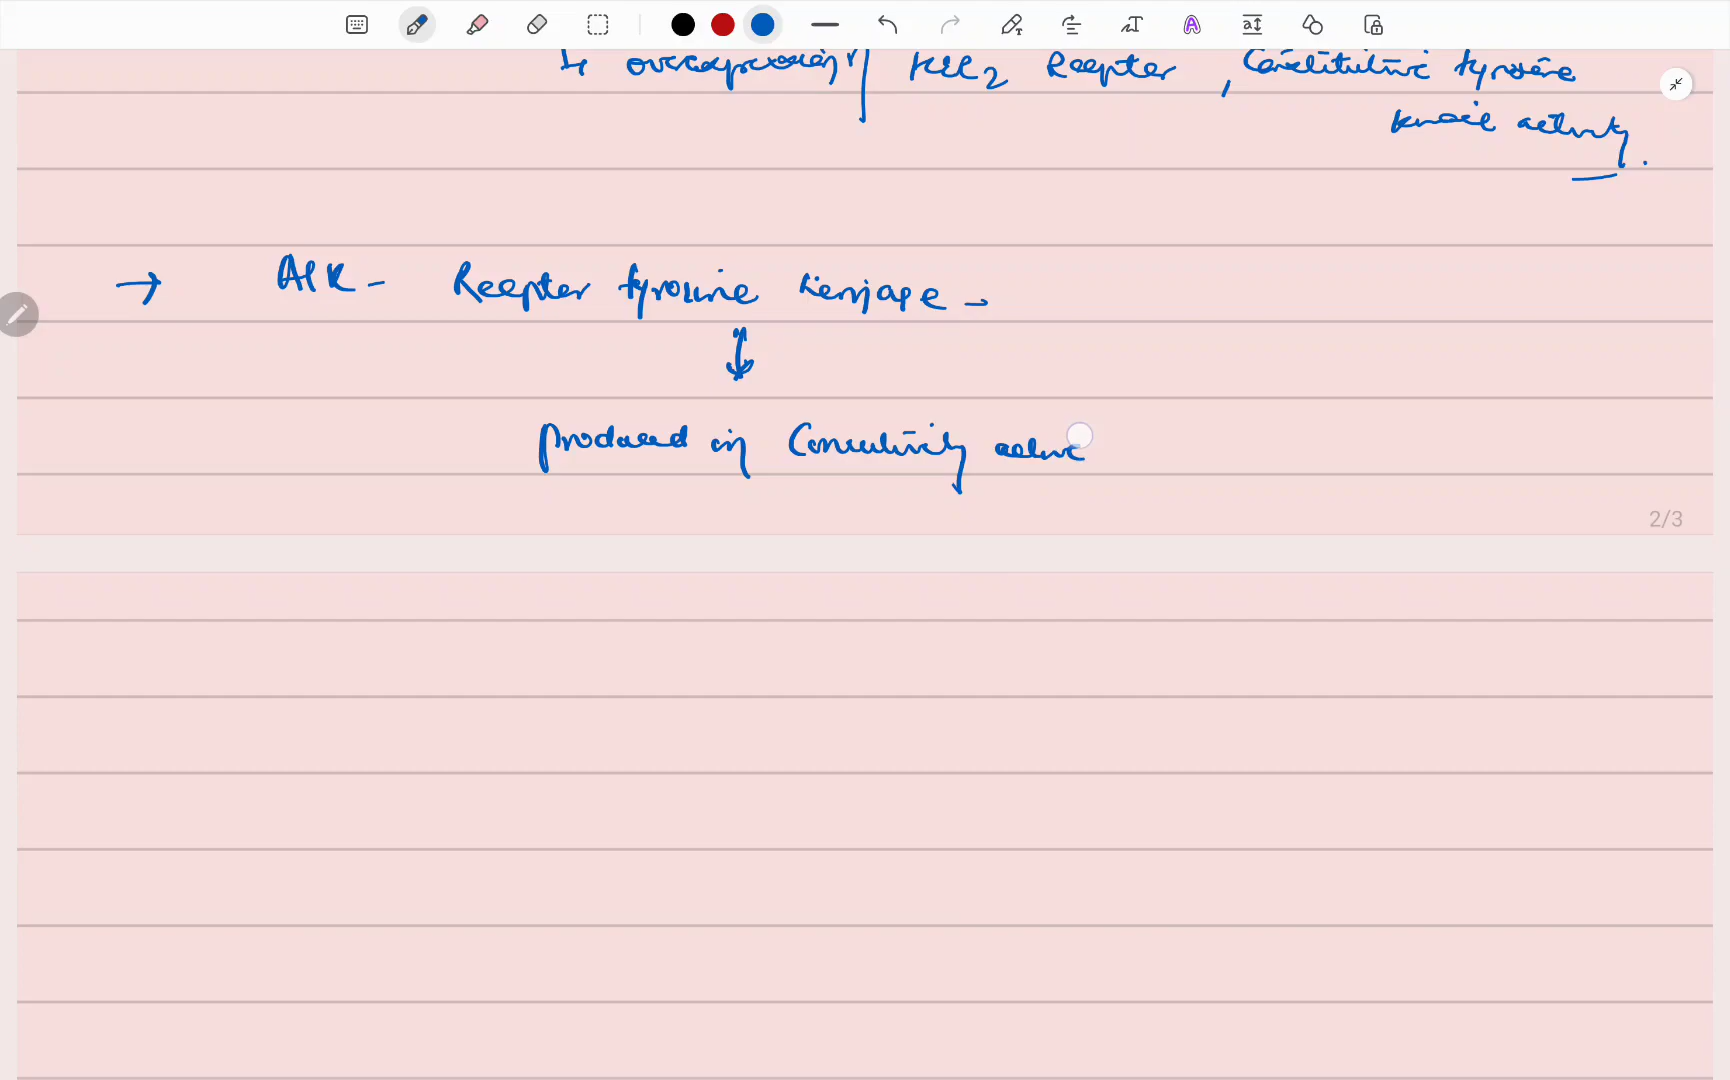 ↳ overexpression of HER2 Receptor, Constitutive tyrosine
kinase activity.
→ ALK - Receptor tyrosine kinase -
↓
produced in Constitutively active
2/3